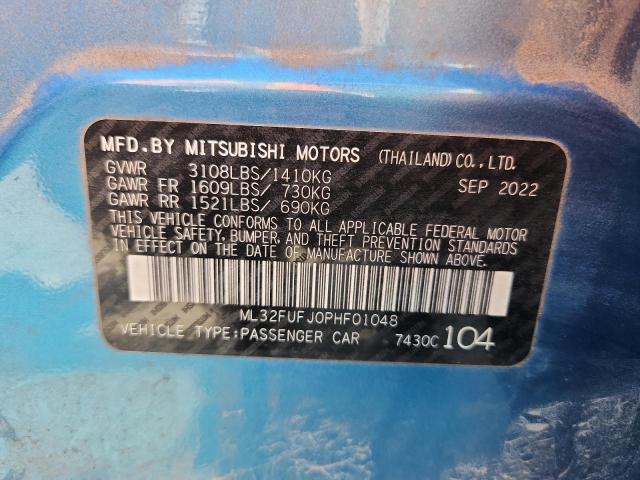 MFD.BY MITSUBISHI MOTORS (THAILAND) CO., LTD.
GVWR 3108LBS/1410KG SEP 2022
GAWR FR 1609LBS/ 730KG
GAWR RR 1521LBS/ 690KG
THIS VEHICLE CONFORMS TO ALL APPLICABLE FEDERAL MOTOR
VEHICLE SAFETY, BUMPER, AND THEFT PREVENTION STANDARDS
IN EFFECT ON THE DATE OF MANUFACTURE SHOWN ABOVE.
ML32FUFJ0PHF01048
VEHICLE TYPE:PASSENGER CAR 7430C 104